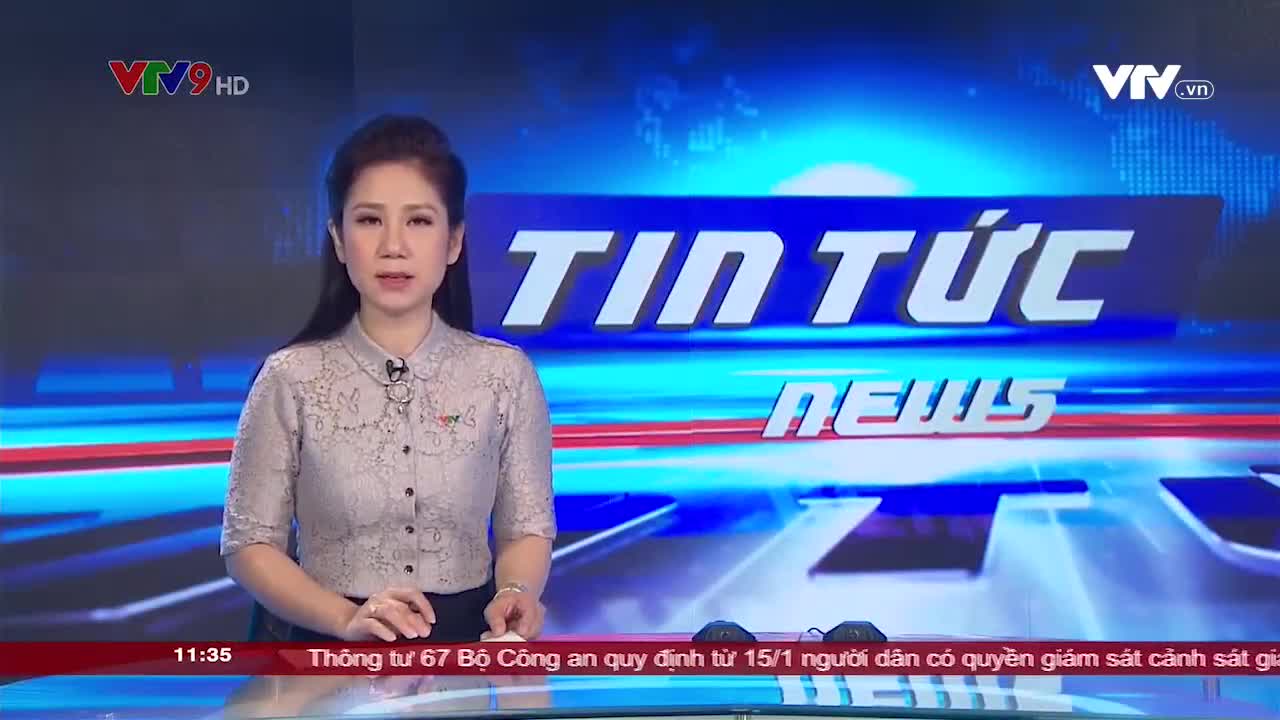 VTV9 HD
VTV.vn
TIN TỨC
NEWS
VTV
11:35 Thông tư 67 Bộ Công an quy định từ 15/1 người dân có quyền giám sát cảnh sát